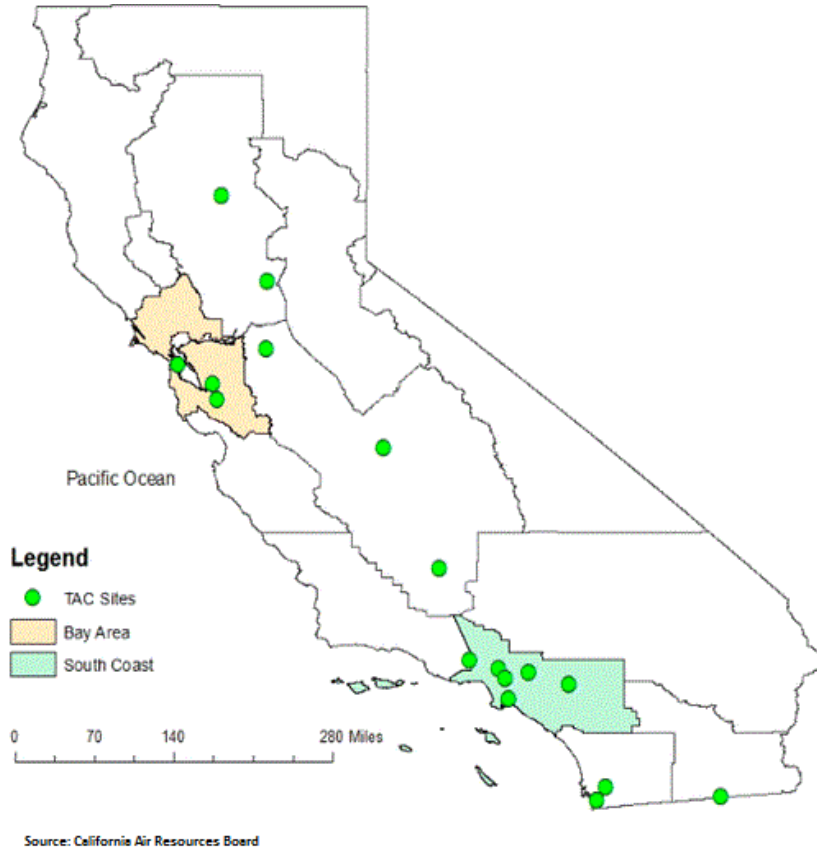 Pacific Ocean
Legend
TAC Sites
Bay Area
South Coast
0 70 140 280 Miles
Source: California Air Resources Board